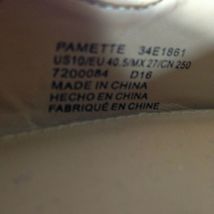 PAMETTE 34E1861
US10/EU 40.5/MX 27/CN 250
7200084 D16
MADE IN CHINA
HECHO EN CHINA
FABRIQUÉ EN CHINE